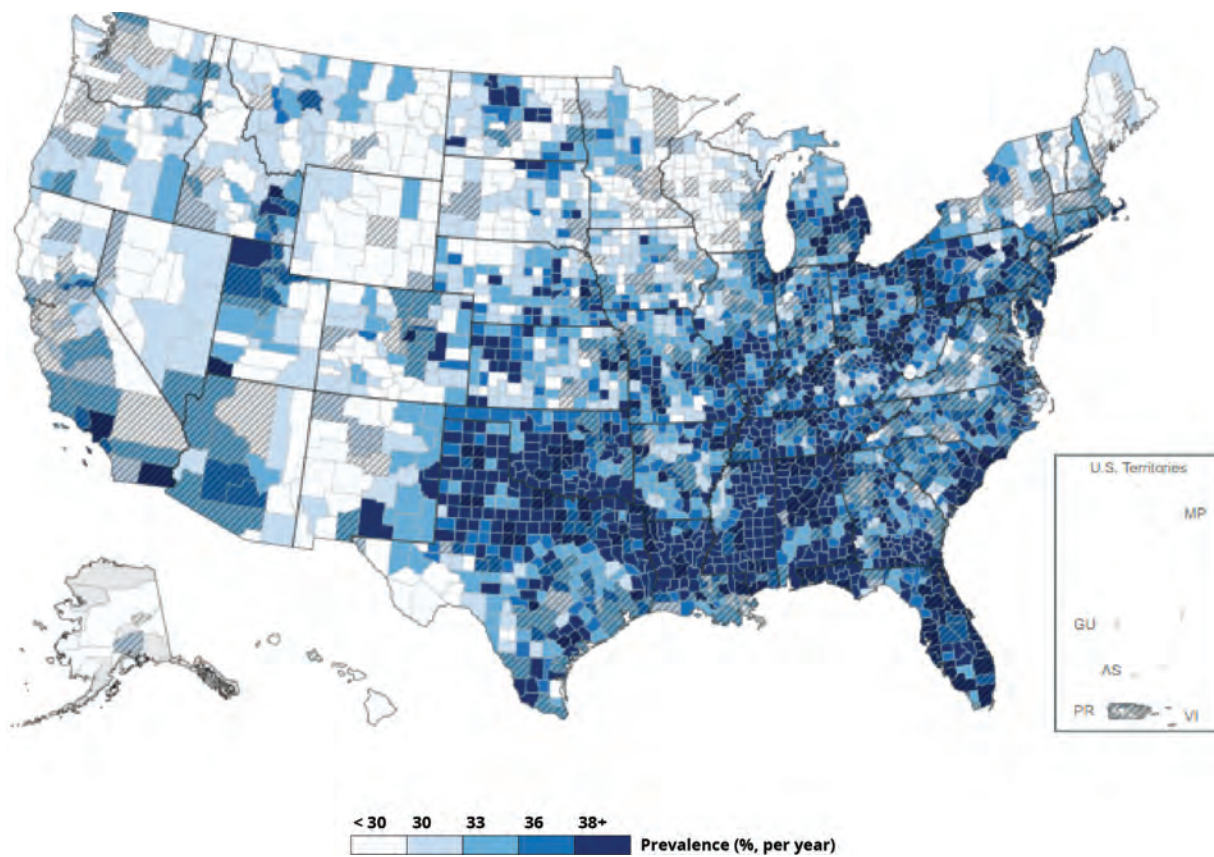 U.S. Territories
MP
GU
AS
PR
VI
< 30 30 33 36 38+
Prevalence (%, per year)